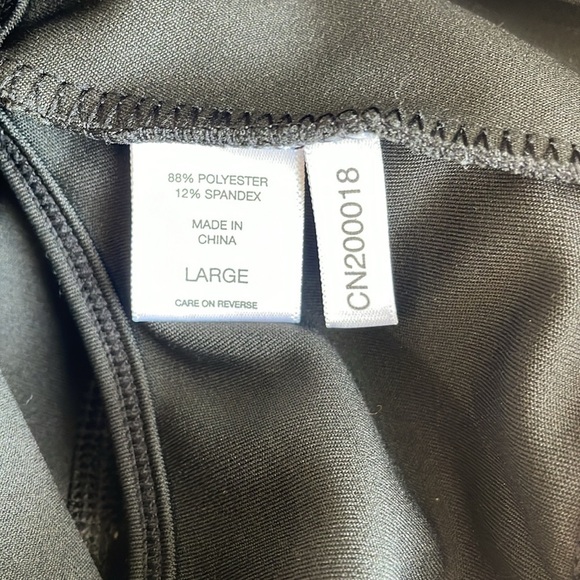 88% POLYESTER
12% SPANDEX
MADE IN
CHINA
LARGE
CARE ON REVERSE
CN200018